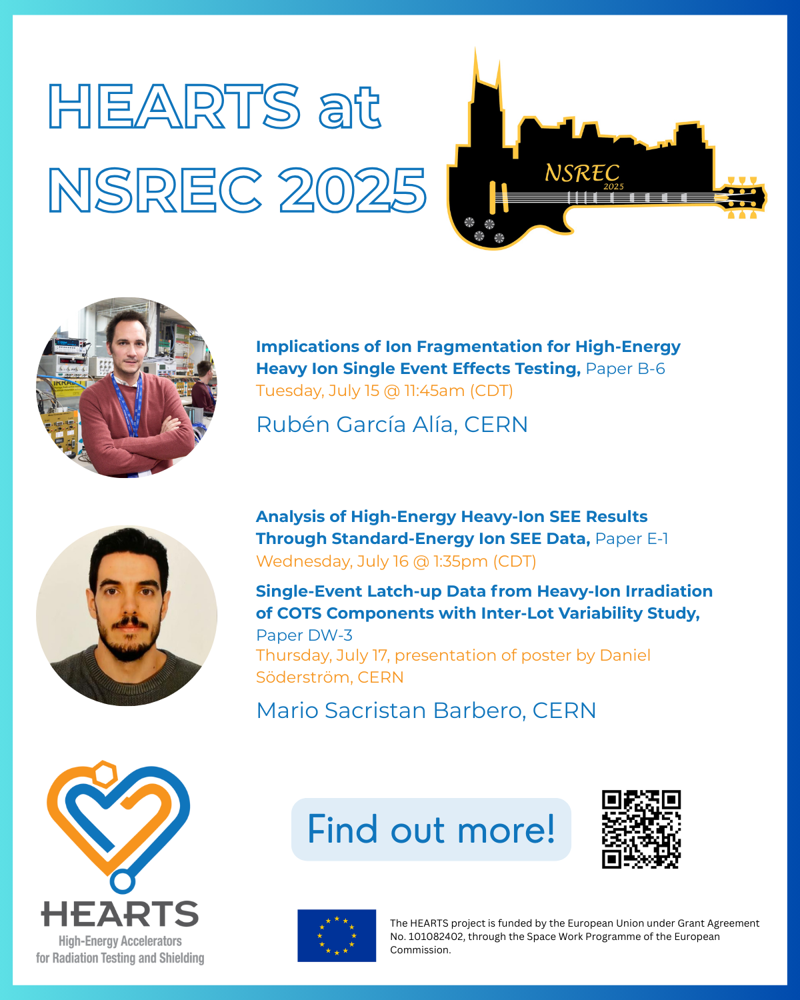 HEARTS at
NSREC 2025
NSREC
2025
Implications of Ion Fragmentation for High-Energy
Heavy Ion Single Event Effects Testing, Paper B-6
Tuesday, July 15 @ 11:45am (CDT)
Rubén García Alía, CERN
Analysis of High-Energy Heavy-Ion SEE Results
Through Standard-Energy Ion SEE Data, Paper E-1
Wednesday, July 16 @ 1:35pm (CDT)
Single-Event Latch-up Data from Heavy-Ion Irradiation
of COTS Components with Inter-Lot Variability Study,
Paper DW-3
Thursday, July 17, presentation of poster by Daniel
Söderström, CERN
Mario Sacristan Barbero, CERN
Find out more!
HEARTS
High-Energy Accelerators
for Radiation Testing and Shielding
The HEARTS project is funded by the European Union under Grant Agreement
No. 101082402, through the Space Work Programme of the European
Commission.